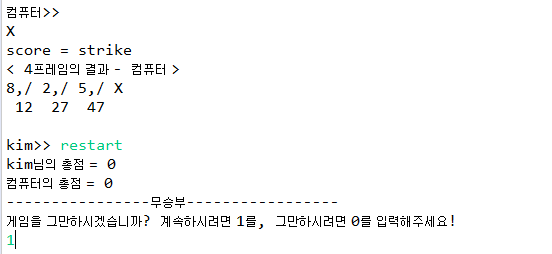 컴퓨터>>
X
score = strike
< 4프레임의 결과 - 컴퓨터 >
8,/ 2,/ 5,/ X
12 27 47
kim>> restart
kim님의 총점 = 0
컴퓨터의 총점 = 0
----------------무승부-----------------
게임을 그만하시겠습니까? 계속하시려면 1를, 그만하시려면 0를 입력해주세요!
1